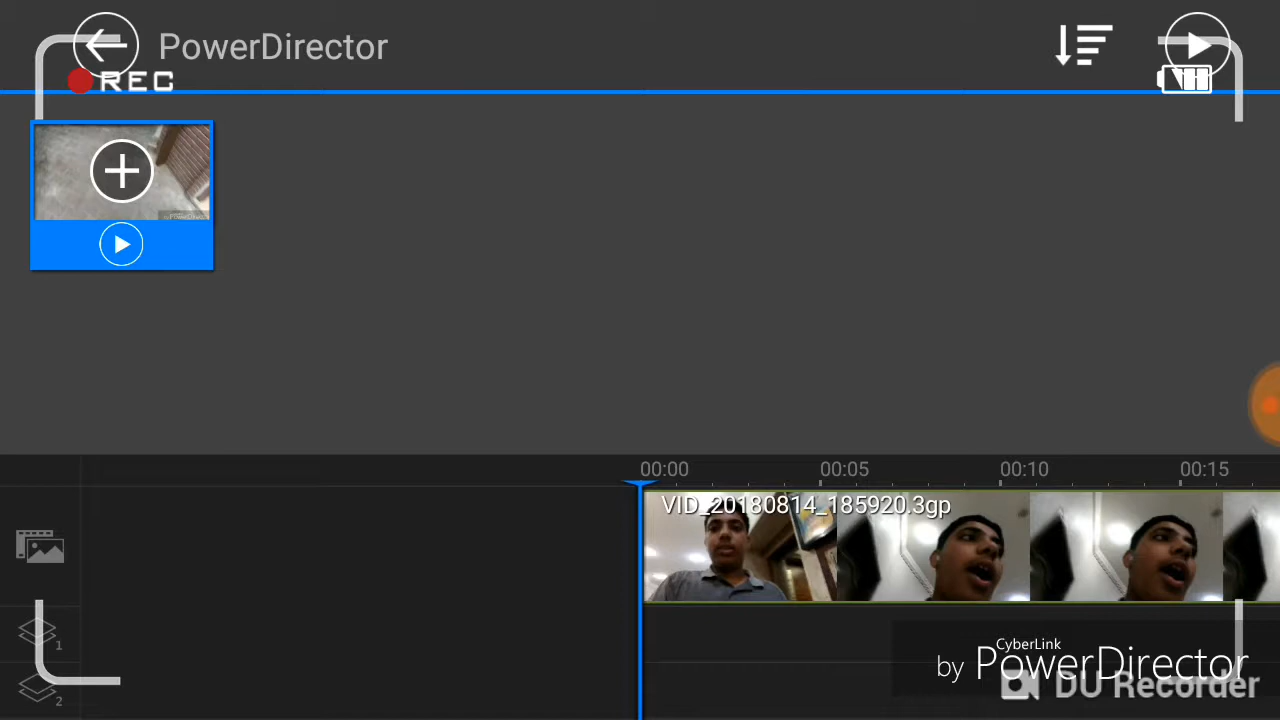 PowerDirector
REC
00:00 00:05 00:10 00:15
VID_20180814_185920.3gp
1
CyberLink
by PowerDirector
DU Recorder
2